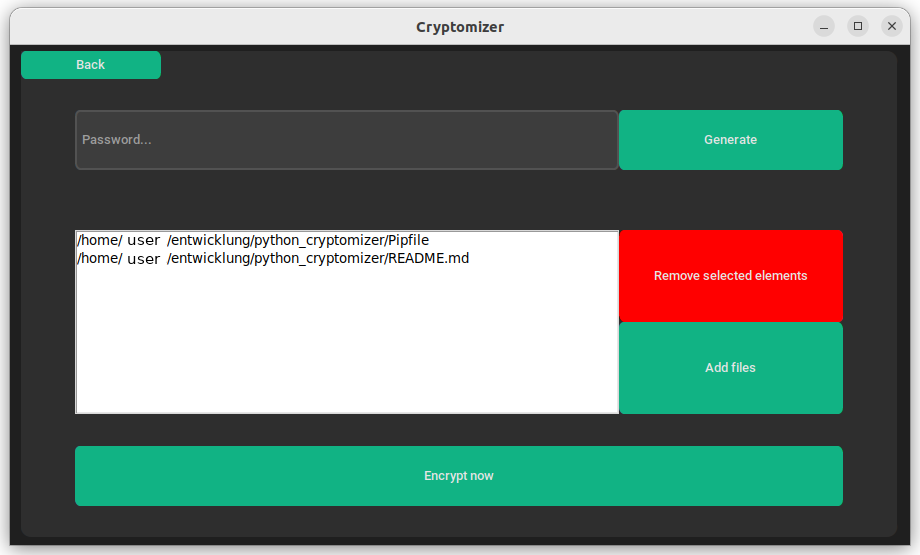 Cryptomizer
Back
Password...
Generate
/home/ user /entwicklung/python_cryptomizer/Pipfile
/home/ user /entwicklung/python_cryptomizer/README.md
Remove selected elements
Add files
Encrypt now